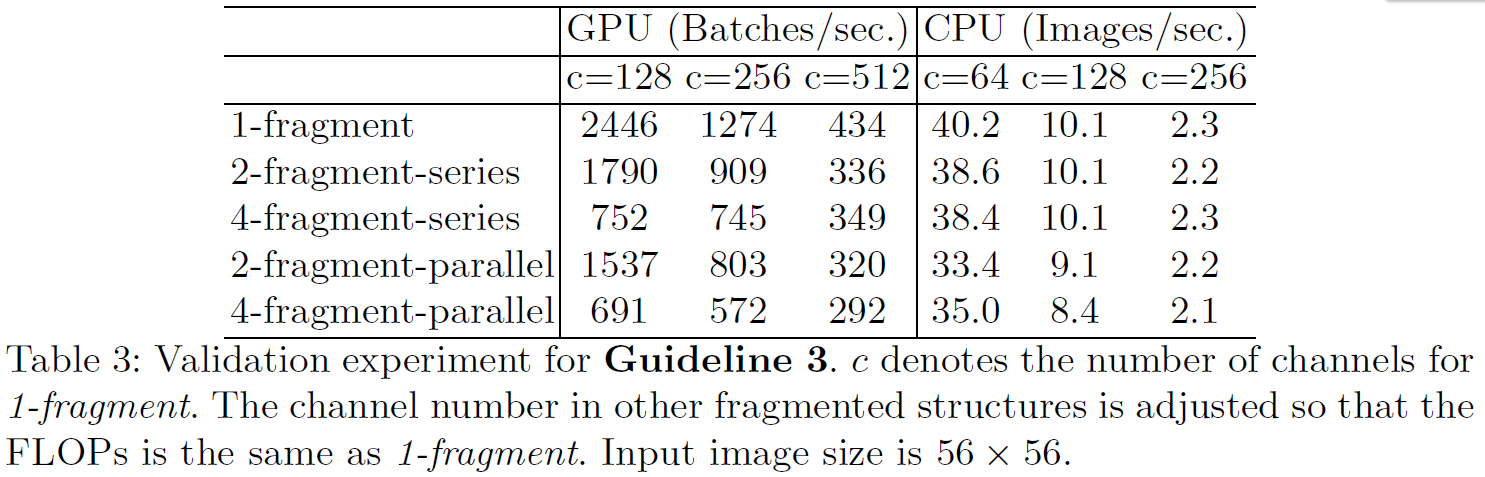 GPU (Batches/sec.) CPU (Images/sec.)
c=128 c=256 c=512 c=64 c=128 c=256
1-fragment 2446 1274 434 40.2 10.1 2.3
2-fragment-series 1790 909 336 38.6 10.1 2.2
4-fragment-series 752 745 349 38.4 10.1 2.3
2-fragment-parallel 1537 803 320 33.4 9.1 2.2
4-fragment-parallel 691 572 292 35.0 8.4 2.1
Table 3: Validation experiment for Guideline 3. c denotes the number of channels for
1-fragment. The channel number in other fragmented structures is adjusted so that the
FLOPs is the same as 1-fragment. Input image size is 56 × 56.